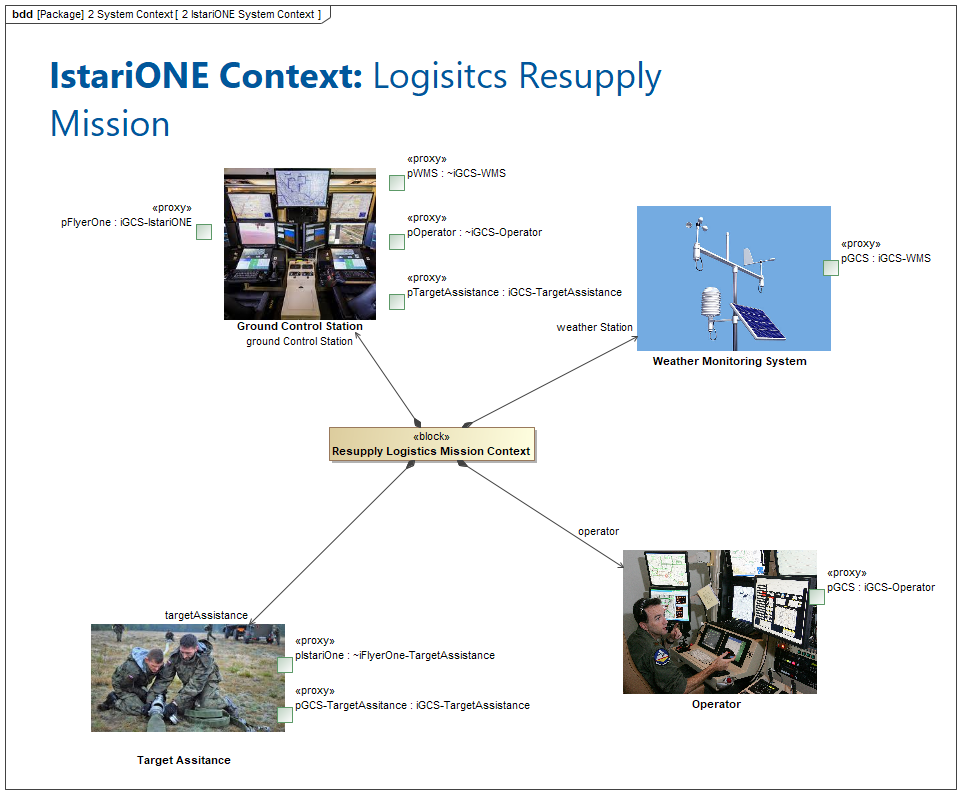 bdd [Package] 2 System Context [ 2 IstariONE System Context ]
IstariONE Context: Logisitcs Resupply
Mission
«proxy»
pWMS : ~iGCS-WMS
«proxy»
pFlyerOne : iGCS-IstariONE
«proxy»
pOperator : ~iGCS-Operator
«proxy»
pGCS : iGCS-WMS
«proxy»
pTargetAssistance : iGCS-TargetAssistance
Ground Control Station
ground Control Station
weather Station
Weather Monitoring System
«block»
Resupply Logistics Mission Context
operator
«proxy»
pGCS : iGCS-Operator
targetAssistance
«proxy»
pIstariOne : ~iFlyerOne-TargetAssistance
«proxy»
pGCS-TargetAssitance : iGCS-TargetAssistance
Operator
Target Assitance